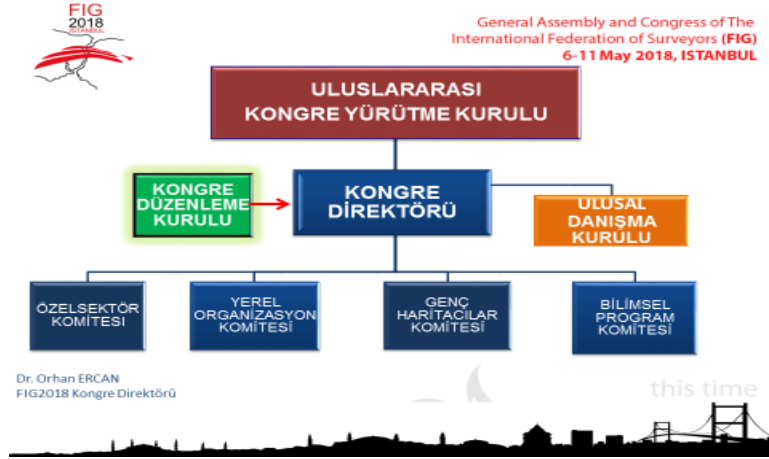 FIG
2018
ISTANBUL
General Assembly and Congress of The
International Federation of Surveyors (FIG)
6-11 May 2018, ISTANBUL
ULUSLARARASI
KONGRE YÜRÜTME KURULU
KONGRE
DÜZENLEME
KURULU
KONGRE
DİREKTÖRÜ
ULUSAL
DANIŞMA
KURULU
ÖZELSEKTÖR
KOMİTESI
YEREL
ORGANİZASYON
KOMİTESİ
GENÇ
HARİTACILAR
KOMİTESİ
BİLİMSEL
PROGRAM
KOMİTESİ
Dr. Orhan ERCAN
FIG2018 Kongre Direktörü
this time